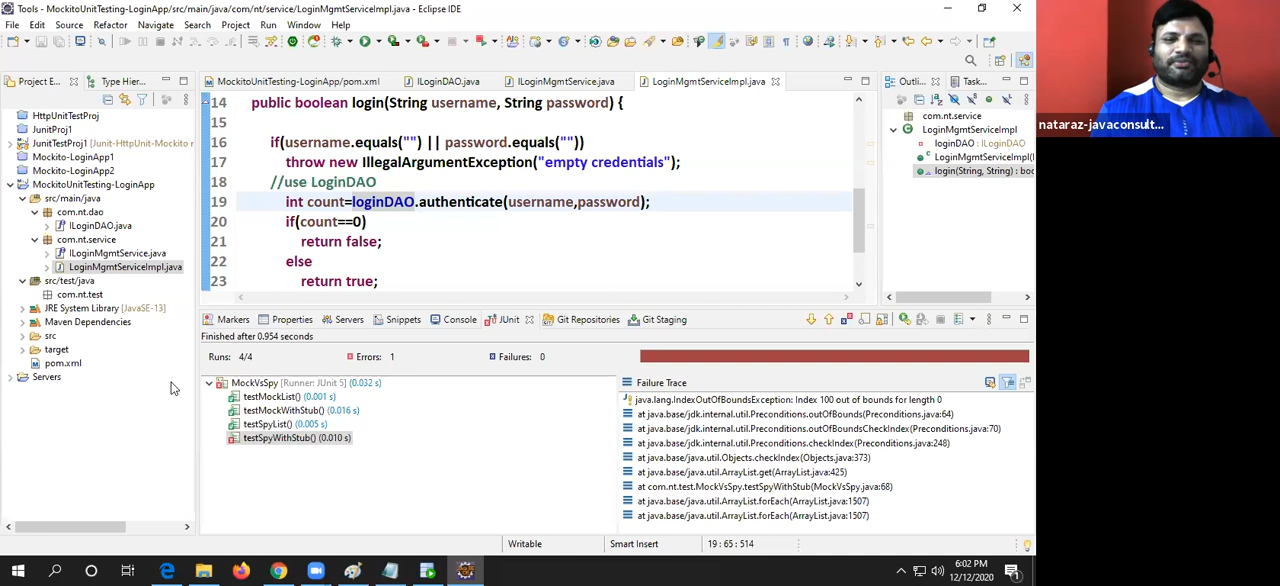 Tools - MockitoUnitTesting-LoginApp/src/main/java/com/nt/service/LoginMgmtServiceImpl.java - Eclipse IDE
File Edit Source Refactor Navigate Search Project Run Window Help
Project E... Type Hier...
HttpUnitTestProj
JunitProj1
JunitTestProj1 [Junit-HttpUnit-Mockito r
Mockito-LoginApp1
Mockito-LoginApp2
MockitoUnitTesting-LoginApp
src/main/java
com.nt.dao
ILoginDAO.java
com.nt.service
ILoginMgmtService.java
LoginMgmtServiceImpl.java
src/test/java
com.nt.test
JRE System Library [JavaSE-13]
Maven Dependencies
src
target
pom.xml
Servers
MockitoUnitTesting-LoginApp/pom.xml ILoginDAO.java ILoginMgmtService.java LoginMgmtServiceImpl.java
14 public boolean login(String username, String password) {
15
16 if(username.equals("") || password.equals(""))
17 throw new IllegalArgumentException("empty credentials");
18 //use LoginDAO
19 int count=loginDAO.authenticate(username,password);
20 if(count==0)
21 return false;
22 else
23 return true;
Outli... Task...
com.nt.service
LoginMgmtServiceImpl
loginDAO : ILoginDAO
LoginMgmtServiceImpl(I
login(String, String) : boo
nataraz-javaconsult...
Markers Properties Servers Snippets Console JUnit Git Repositories Git Staging
Finished after 0.954 seconds
Runs: 4/4 Errors: 1 Failures: 0
MockVsSpy [Runner: JUnit 5] (0.032 s)
testMockList() (0.001 s)
testMockWithStub() (0.016 s)
testSpyList() (0.005 s)
testSpyWithStub() (0.010 s)
Failure Trace
java.lang.IndexOutOfBoundsException: Index 100 out of bounds for length 0
at java.base/jdk.internal.util.Preconditions.outOfBounds(Preconditions.java:64)
at java.base/jdk.internal.util.Preconditions.outOfBoundsCheckIndex(Preconditions.java:70)
at java.base/jdk.internal.util.Preconditions.checkIndex(Preconditions.java:248)
at java.base/java.util.Objects.checkIndex(Objects.java:373)
at java.base/java.util.ArrayList.get(ArrayList.java:425)
at com.nt.test.MockVsSpy.testSpyWithStub(MockVsSpy.java:68)
at java.base/java.util.ArrayList.forEach(ArrayList.java:1507)
at java.base/java.util.ArrayList.forEach(ArrayList.java:1507)
Writable Smart Insert 19 : 65 : 514
6:02 PM
12/12/2020